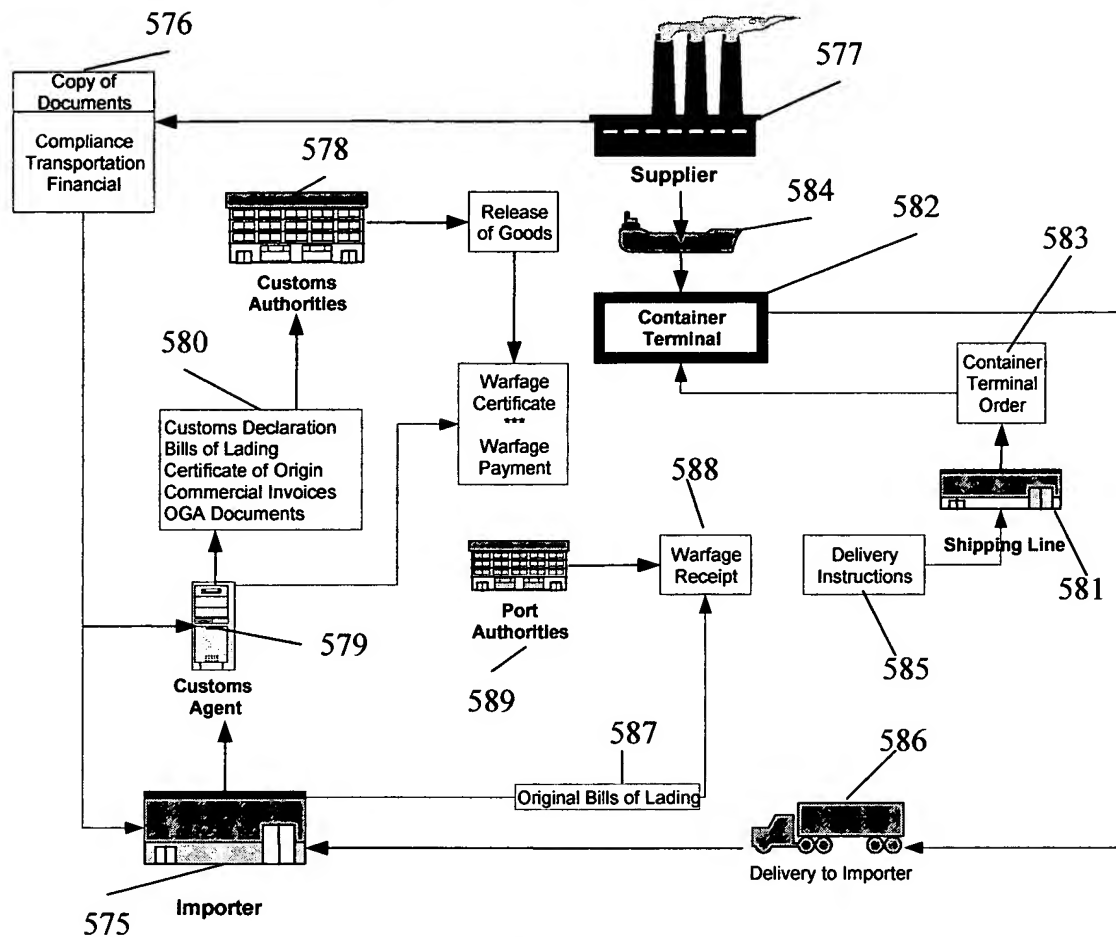 576
Copy of
Documents
Compliance
Transportation
Financial
577
Supplier
578
Customs
Authorities
Release
of Goods
584
582
583
Container
Terminal
Container
Terminal
Order
580
Customs Declaration
Bills of Lading
Certificate of Origin
Commercial Invoices
OGA Documents
Warfage
Certificate
***
Warfage
Payment
588
Warfage
Receipt
Shipping Line
581
Delivery
Instructions
585
Port
Authorities
589
579
Customs
Agent
587
Original Bills of Lading
586
Delivery to Importer
575
Importer